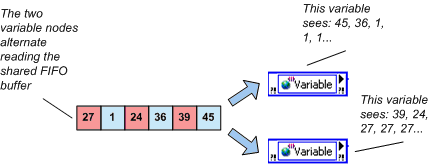 The two
variable nodes
alternate
reading the
shared FIFO
buffer
This variable
sees: 45, 36, 1,
1, 1...
?! Variable ?!
27 1 24 36 39 45
This variable
sees: 39, 24,
27, 27, 27...
?! Variable ?!